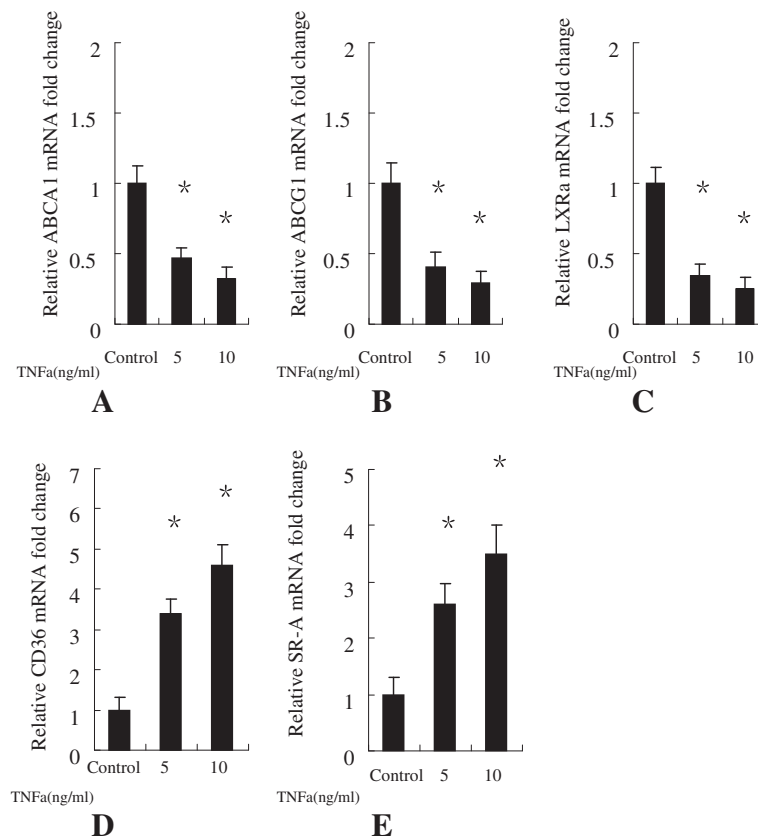 Relative ABCA1 mRNA fold change
2
1.5
1
*
*
0.5
0
Control 5 10
TNFa(ng/ml)
A
Relative ABCG1 mRNA fold change
2
1.5
1
*
*
0.5
0
Control 5 10
TNFa(ng/ml)
B
Relative LXRa mRNA fold change
2
1.5
1
*
*
0.5
0
Control 5 10
TNFa(ng/ml)
C
Relative CD36 mRNA fold change
7
6
*
*
5
4
3
2
1
0
Control 5 10
TNFa(ng/ml)
D
Relative SR-A mRNA fold change
5
*
4
*
3
2
1
0
Control 5 10
TNFa(ng/ml)
E